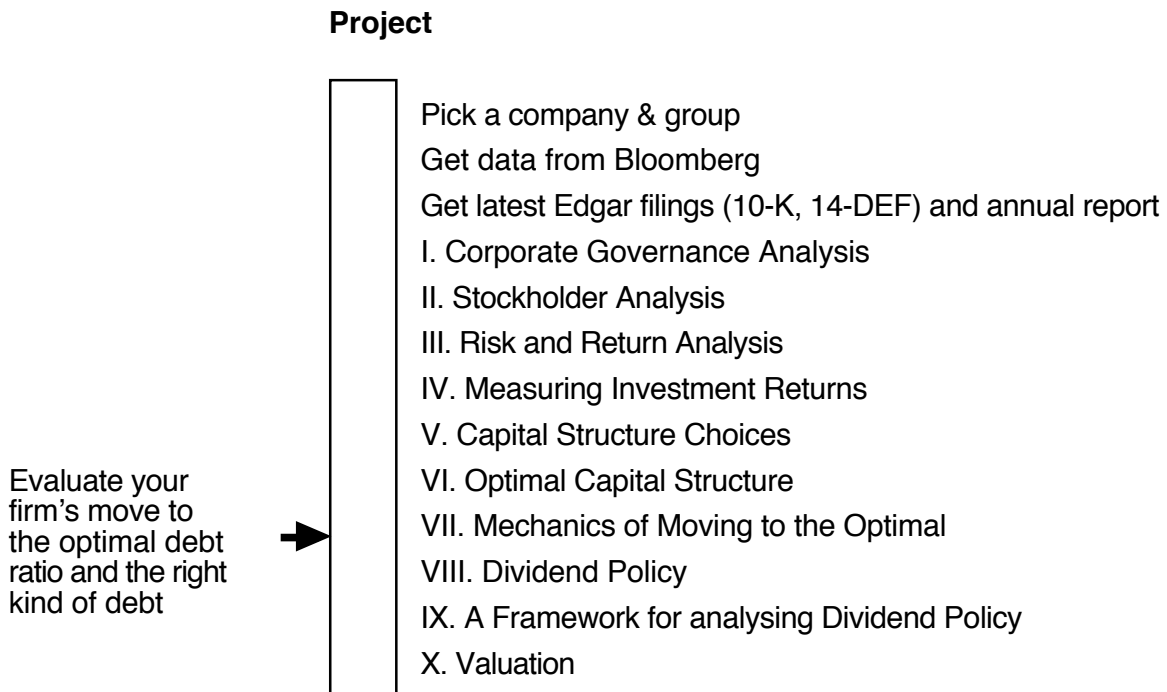 Project
Pick a company & group
Get data from Bloomberg
Get latest Edgar filings (10-K, 14-DEF) and annual report
I. Corporate Governance Analysis
II. Stockholder Analysis
III. Risk and Return Analysis
IV. Measuring Investment Returns
V. Capital Structure Choices
VI. Optimal Capital Structure
VII. Mechanics of Moving to the Optimal
VIII. Dividend Policy
IX. A Framework for analysing Dividend Policy
X. Valuation
Evaluate your
firm's move to
the optimal debt
ratio and the right
kind of debt